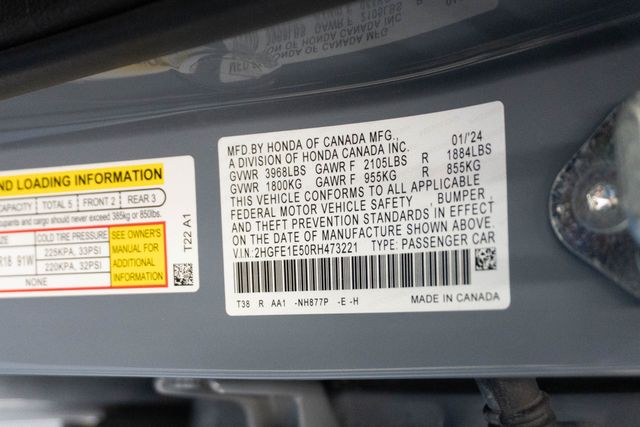 MFD.BY HONDA OF CANADA MFG.,
A DIVISION OF HONDA CANADA INC. 01/'24
GVWR 3968LBS GAWR F 2105LBS R 1884LBS
GVWR 1800KG GAWR F 955KG R 855KG
THIS VEHICLE CONFORMS TO ALL APPLICABLE
FEDERAL MOTOR VEHICLE SAFETY, BUMPER
AND THEFT PREVENTION STANDARDS IN EFFECT
ON THE DATE OF MANUFACTURE SHOWN ABOVE.
V.I.N:2HGFE1E50RH473221 TYPE: PASSENGER CAR
T38 R AA1 -NH877P -E-H MADE IN CANADA
ND LOADING INFORMATION
CAPACITY TOTAL 5 FRONT 2 REAR 3
cupants and cargo should never exceed 385kg or 850lbs.
COLD TIRE PRESSURE SEE OWNER'S
R18 91W 225KPA, 33PSI MANUAL FOR
220KPA, 32PSI ADDITIONAL
NONE INFORMATION
T22 A1